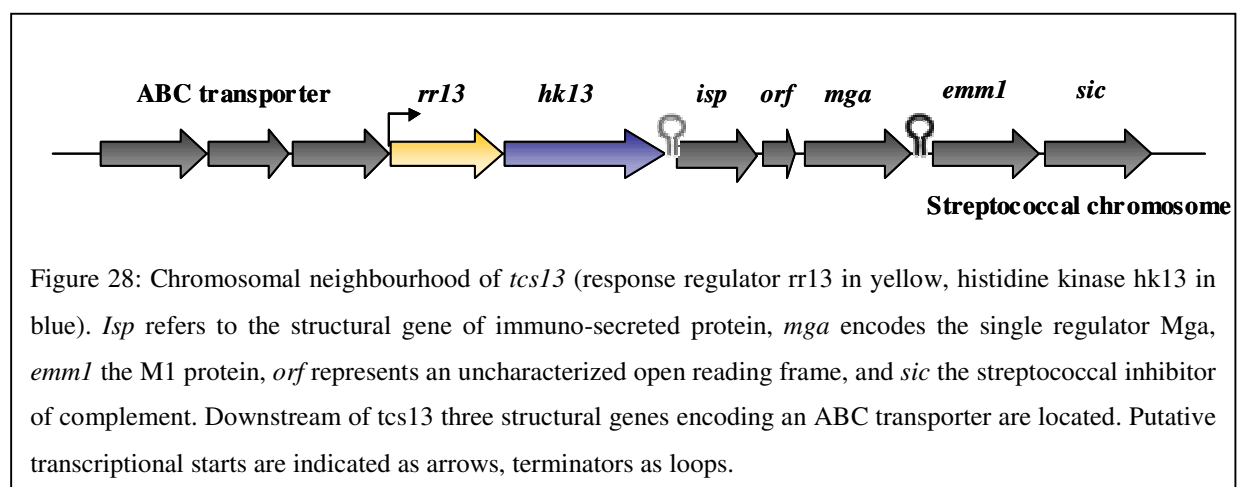 ABC transporter rr13 hk13 isp orf mga emm1 sic
Streptococcal chromosome
Figure 28: Chromosomal neighbourhood of tcs13 (response regulator rr13 in yellow, histidine kinase hk13 in
blue). Isp refers to the structural gene of immuno-secreted protein, mga encodes the single regulator Mga,
emm1 the M1 protein, orf represents an uncharacterized open reading frame, and sic the streptococcal inhibitor
of complement. Downstream of tcs13 three structural genes encoding an ABC transporter are located. Putative
transcriptional starts are indicated as arrows, terminators as loops.